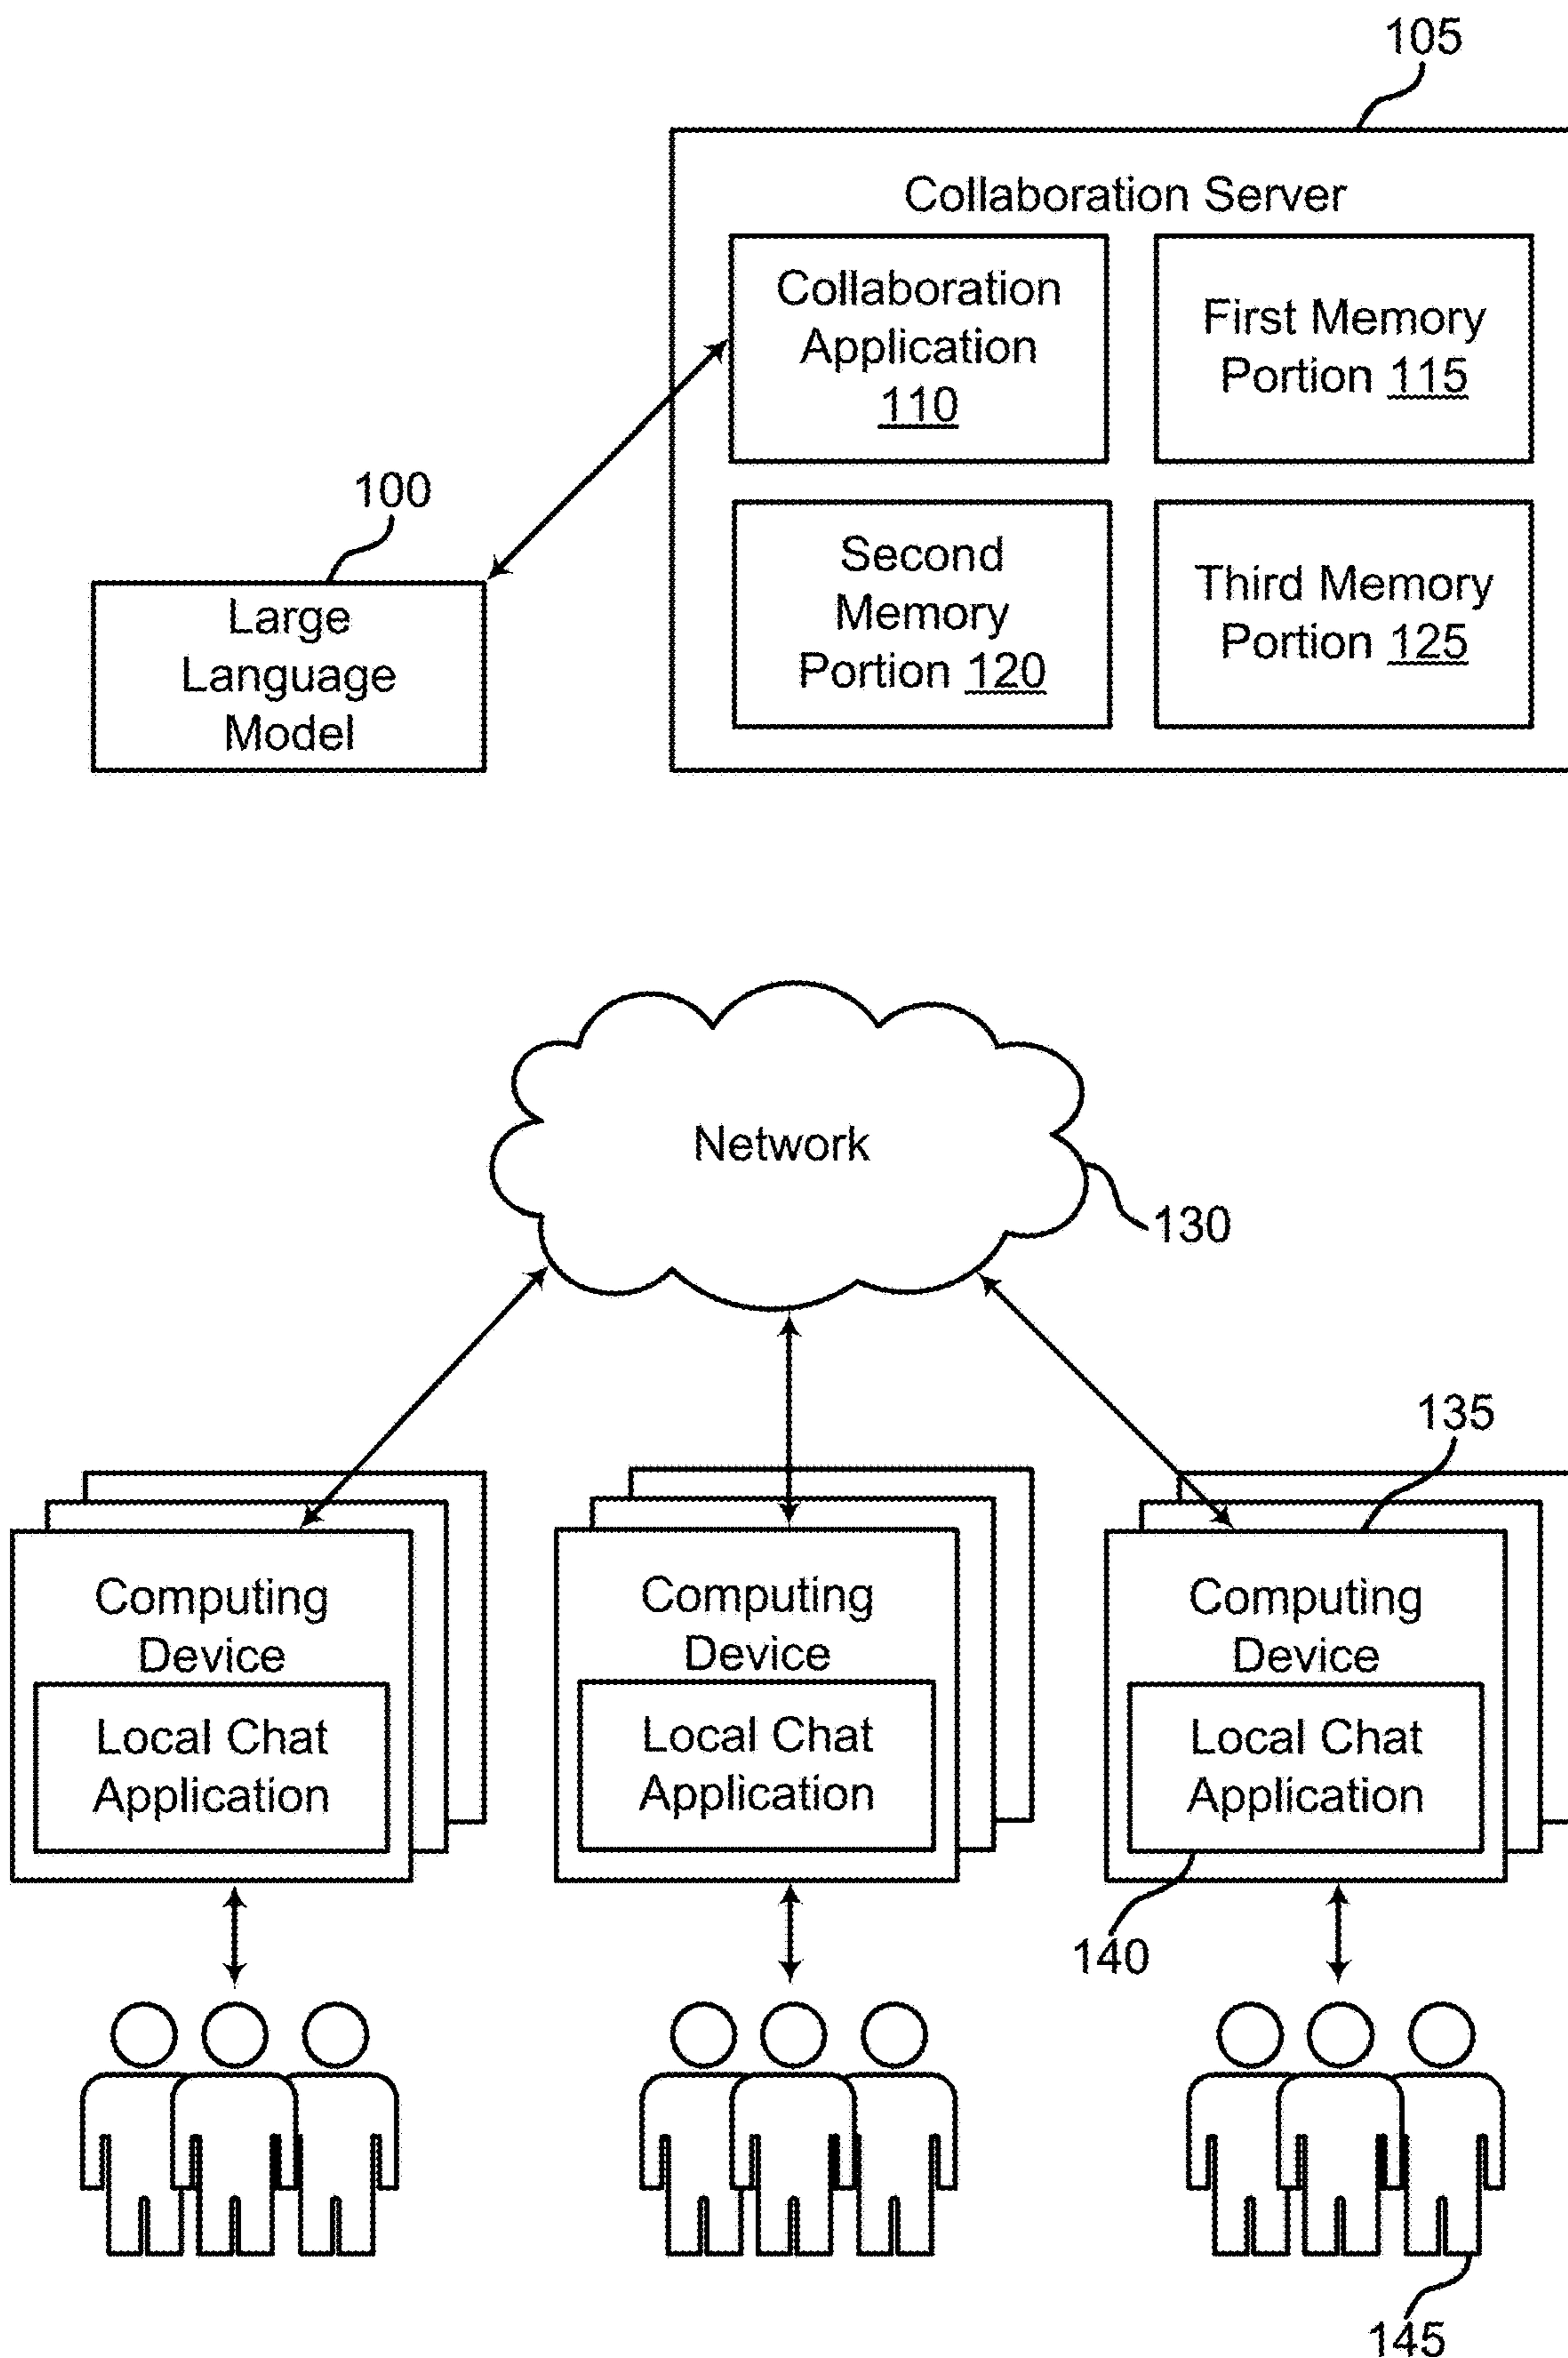 105
Collaboration Server
Collaboration
Application
110
First Memory
Portion 115
100
Large
Language
Model
Second
Memory
Portion 120
Third Memory
Portion 125
Network
130
135
Computing
Device
Local Chat
Application
Computing
Device
Local Chat
Application
Computing
Device
Local Chat
Application
140
145